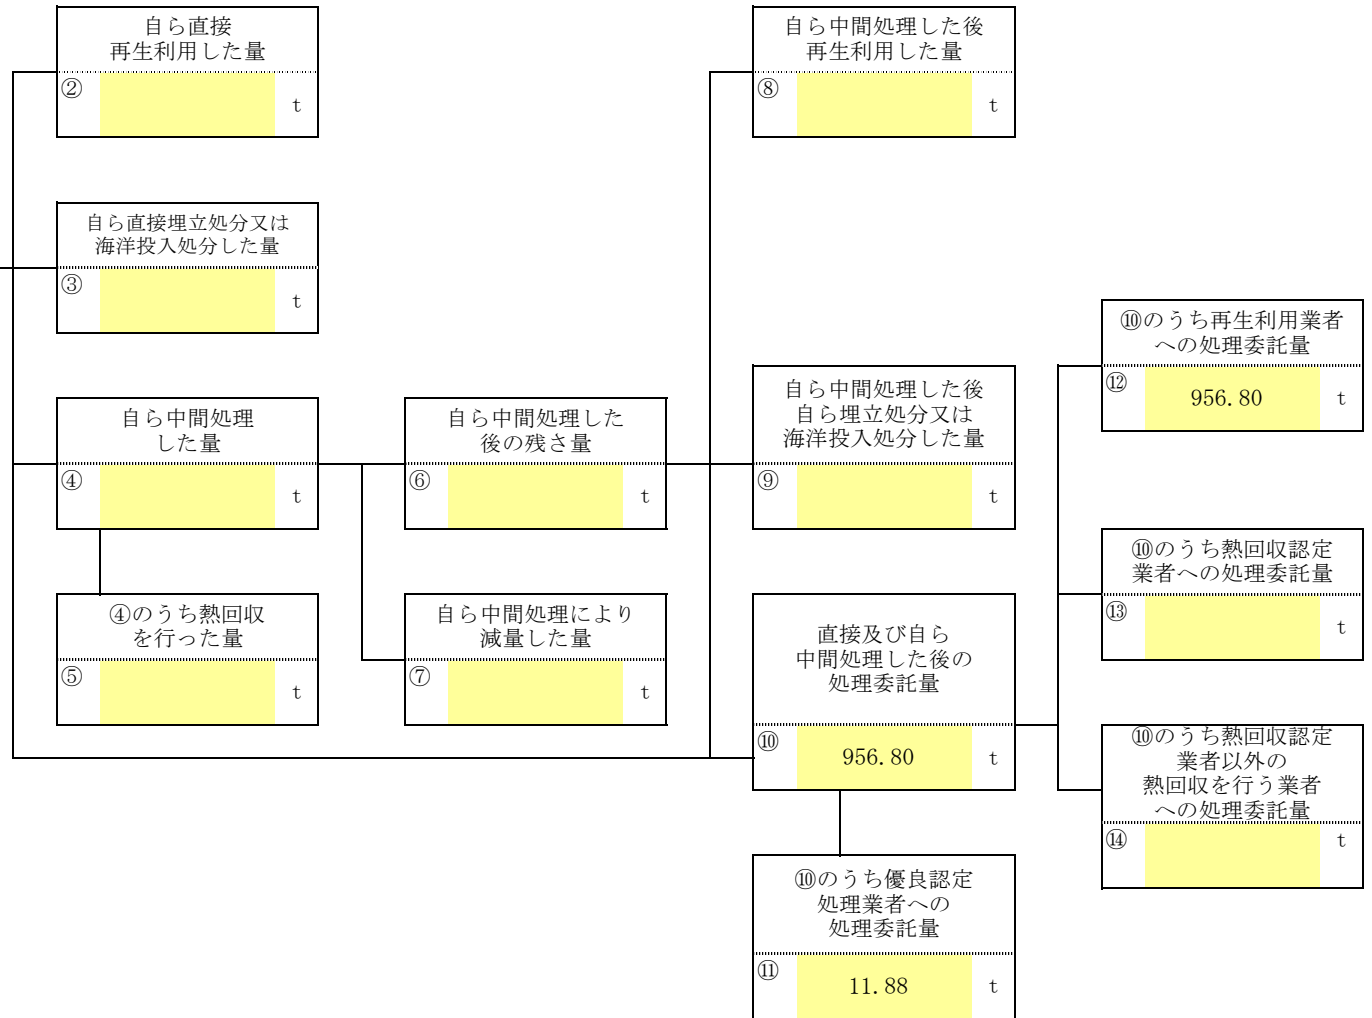 自ら直接
再生利用した量
②
t
自ら直接埋立処分又は
海洋投入処分した量
③
t
自ら中間処理
した量
④
t
④のうち熱回収
を行った量
⑤
t
自ら中間処理した
後の残さ量
⑥
t
自ら中間処理により
減量した量
⑦
t
自ら中間処理した後
再生利用した量
⑧
t
自ら中間処理した後
自ら埋立処分又は
海洋投入処分した量
⑨
t
直接及び自ら
中間処理した後の
処理委託量
⑩ 956.80 t
⑩のうち優良認定
処理業者への
処理委託量
⑪ 11.88 t
⑩のうち再生利用業者
への処理委託量
⑫ 956.80 t
⑩のうち熱回収認定
業者への処理委託量
⑬
t
⑩のうち熱回収認定
業者以外の
熱回収を行う業者
への処理委託量
⑭
t